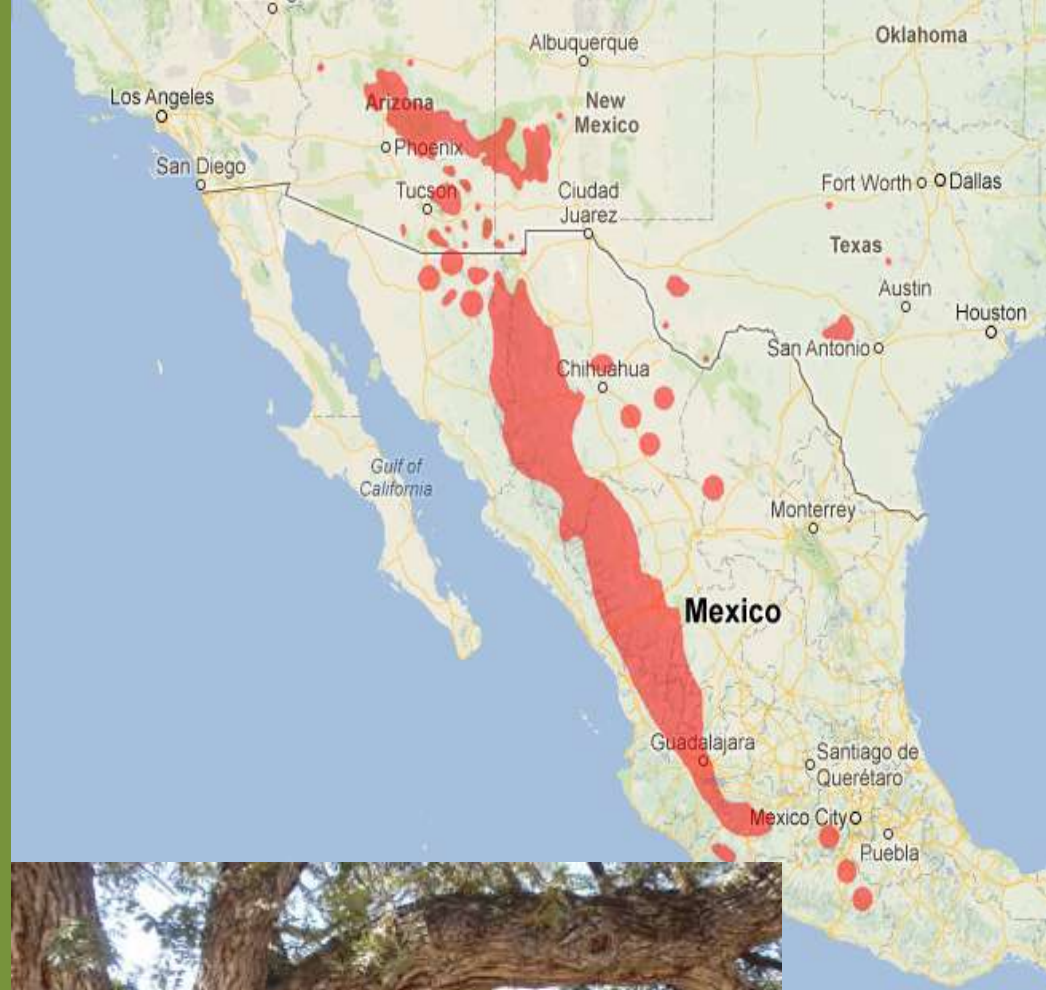 Albuquerque
Oklahoma
Los Angeles
Arizona
New
Mexico
Phoenix
San Diego
Tucson
Ciudad
Juarez
Fort Worth
Dallas
Texas
Austin
Houston
San Antonio
Chihuahua
Gulf of
California
Monterrey
Mexico
Guadalajara
Santiago de
Querétaro
Mexico City
Puebla